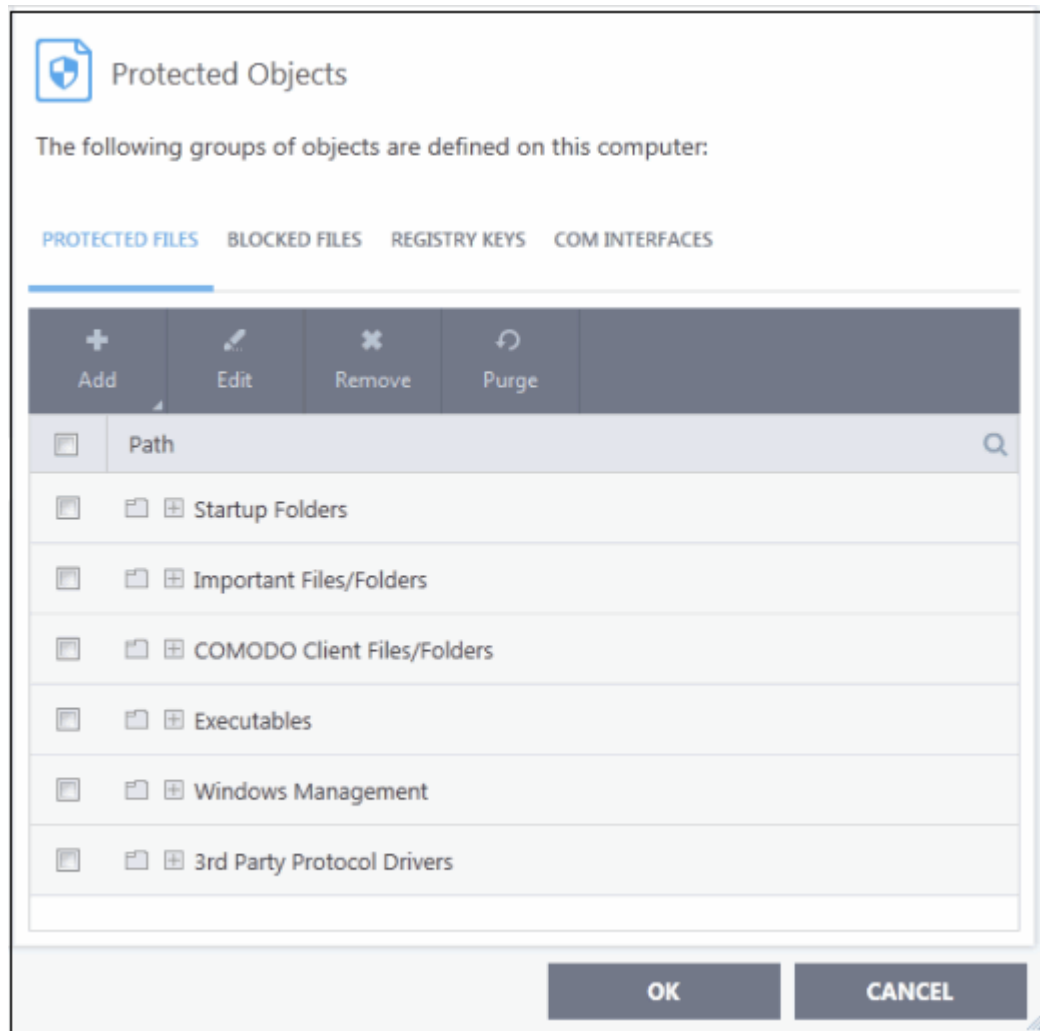 Protected Objects
The following groups of objects are defined on this computer:
PROTECTED FILES BLOCKED FILES REGISTRY KEYS COM INTERFACES
Add Edit Remove Purge
Path
Startup Folders
Important Files/Folders
COMODO Client Files/Folders
Executables
Windows Management
3rd Party Protocol Drivers
OK CANCEL